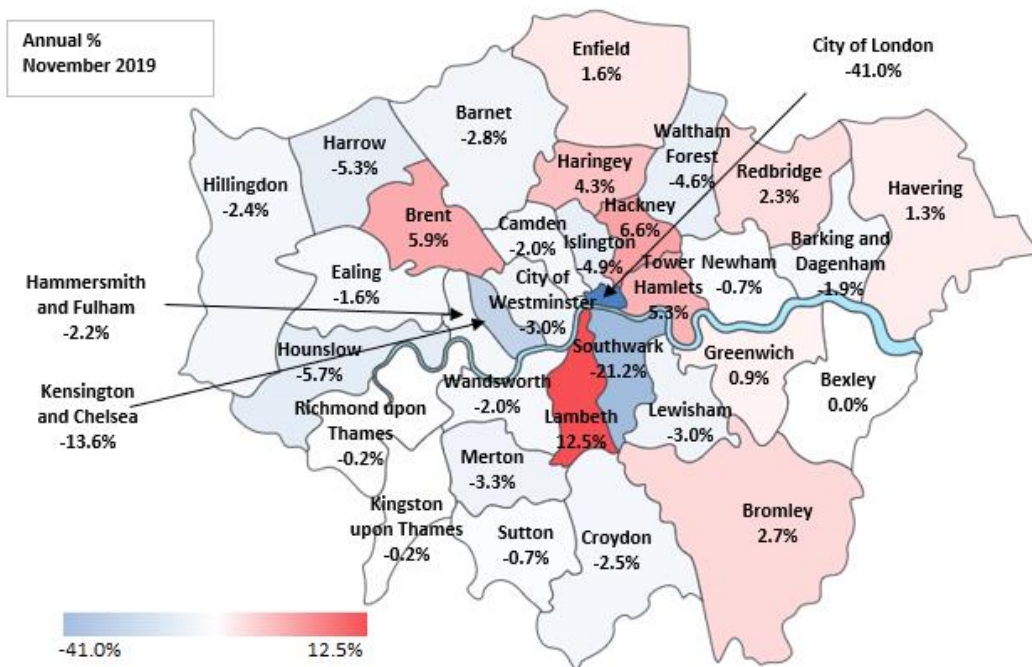 Annual %
November 2019
Enfield
1.6%
City of London
-41.0%
Barnet
-2.8%
Harrow
-5.3%
Haringey
4.3%
Waltham
Forest
-4.6%
Redbridge
2.3%
Havering
1.3%
Hillingdon
-2.4%
Brent
5.9%
Hackney
6.6%
Camden
-2.0%
Islington
-4.9%
Tower
Hamlets
5.3%
Newham
-0.7%
Barking and
Dagenham
-1.9%
Ealing
-1.6%
City of
Westminster
-3.0%
Hammersmith
and Fulham
-2.2%
Hounslow
-5.7%
Kensington
and Chelsea
-13.6%
Southwark
-21.2%
Greenwich
0.9%
Bexley
0.0%
Wandsworth
-2.0%
Richmond upon
Thames
-0.2%
Lambeth
12.5%
Lewisham
-3.0%
Merton
-3.3%
Kingston
upon Thames
-0.2%
Sutton
-0.7%
Croydon
-2.5%
Bromley
2.7%
-41.0%
12.5%